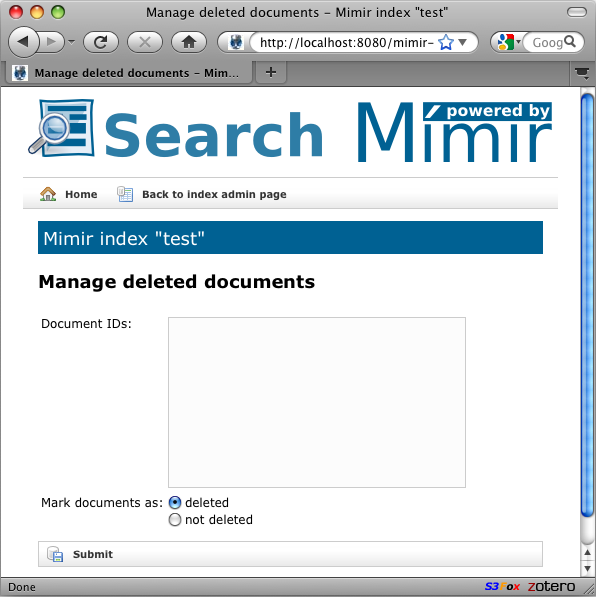 Manage deleted documents – Mimir index "test"
http://localhost:8080/mimir-
Goog
Manage deleted documents – Mim...
Search
powered by
Mimir
Home
Back to index admin page
Mimir index "test"
Manage deleted documents
Document IDs:
Mark documents as:
deleted
not deleted
Submit
Done
S3Fox
zotero